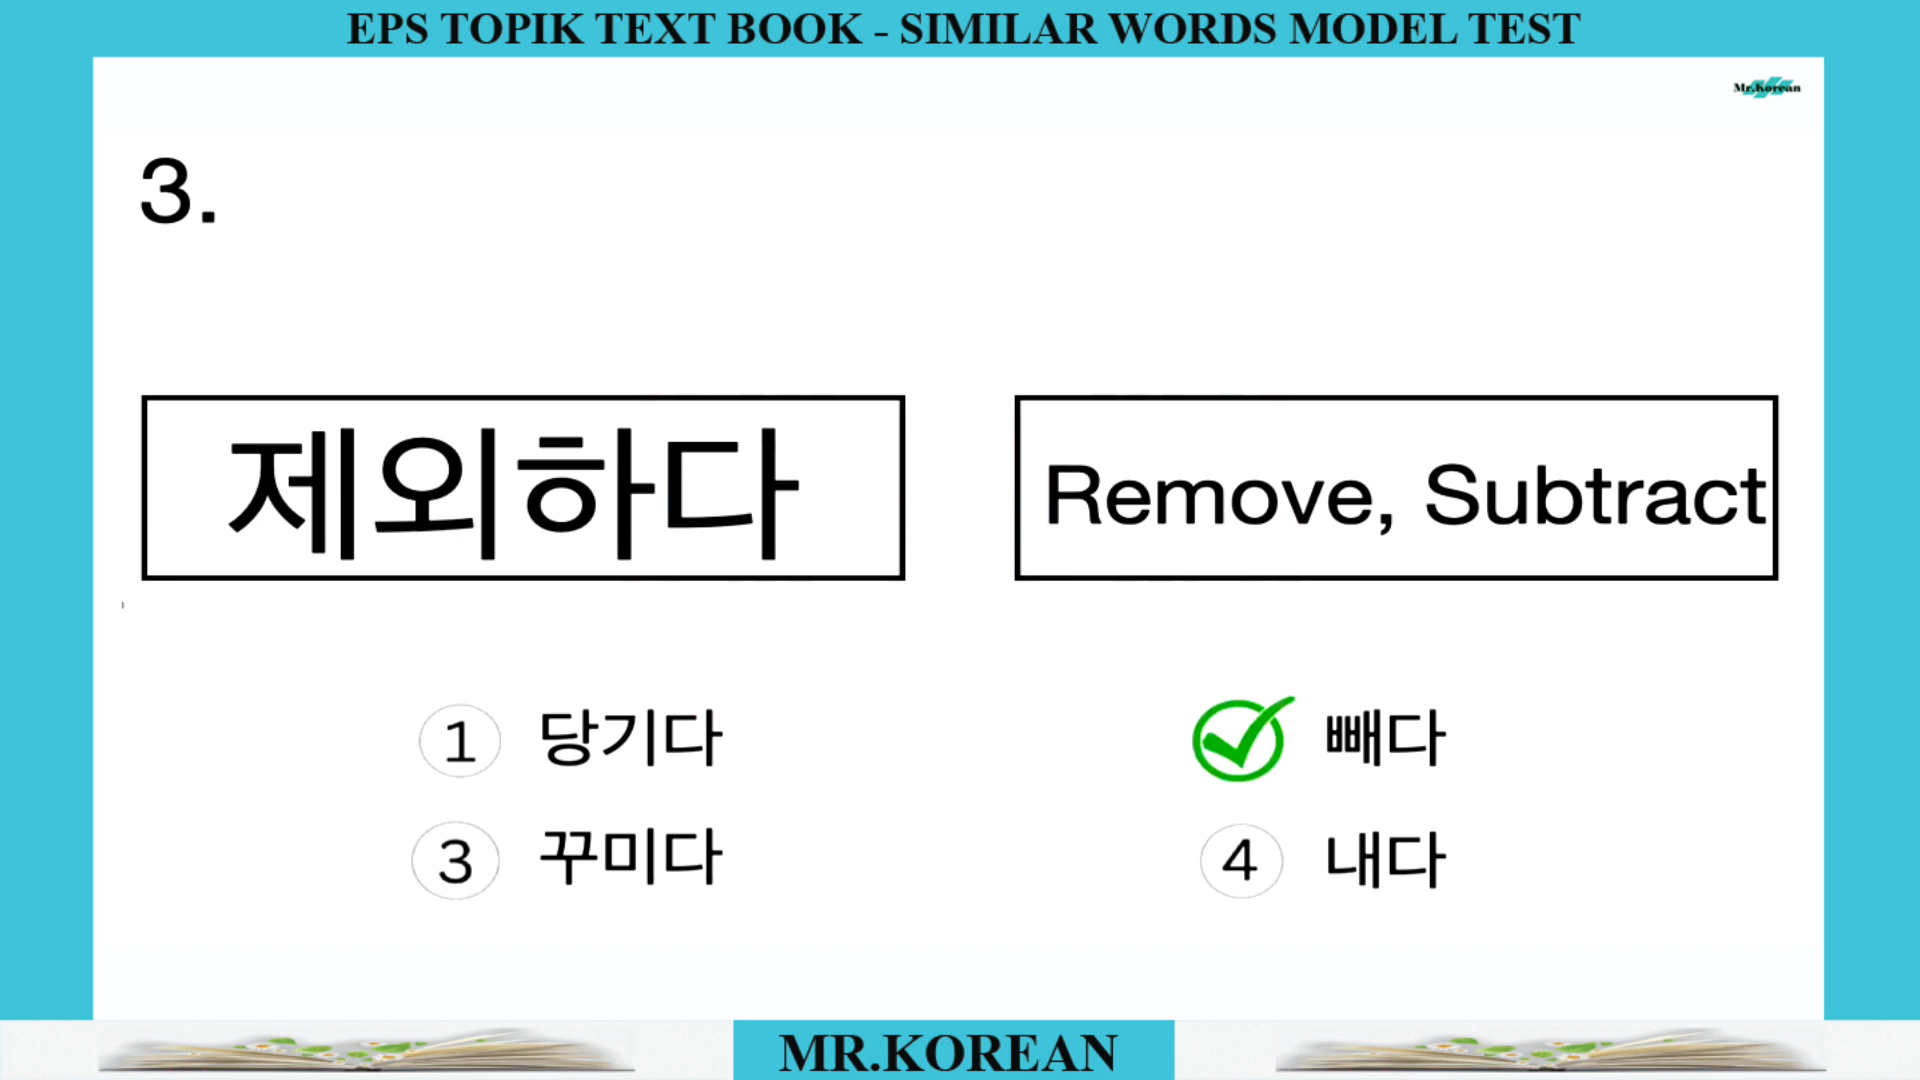 EPS TOPIK TEXT BOOK - SIMILAR WORDS MODEL TEST
Mr.Korean
3.
제외하다
Remove, Subtract
1 당기다
빼다
3 꾸미다
4 내다
MR.KOREAN